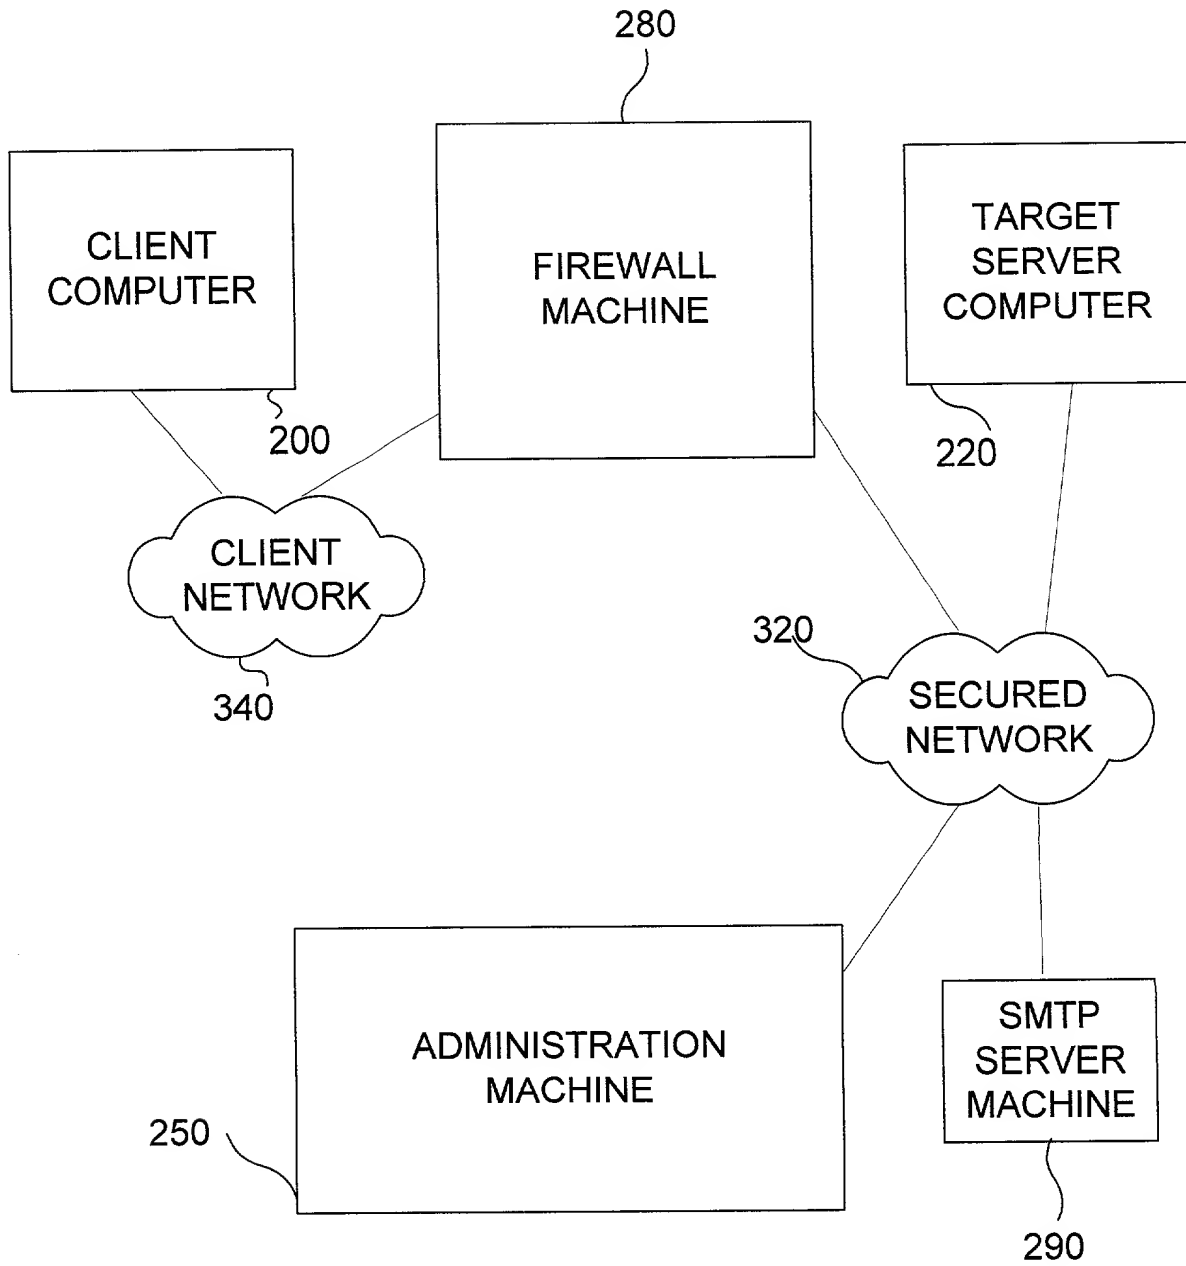 280
CLIENT
COMPUTER
FIREWALL
MACHINE
TARGET
SERVER
COMPUTER
200
220
CLIENT
NETWORK
340
320
SECURED
NETWORK
ADMINISTRATION
MACHINE
250
SMTP
SERVER
MACHINE
290